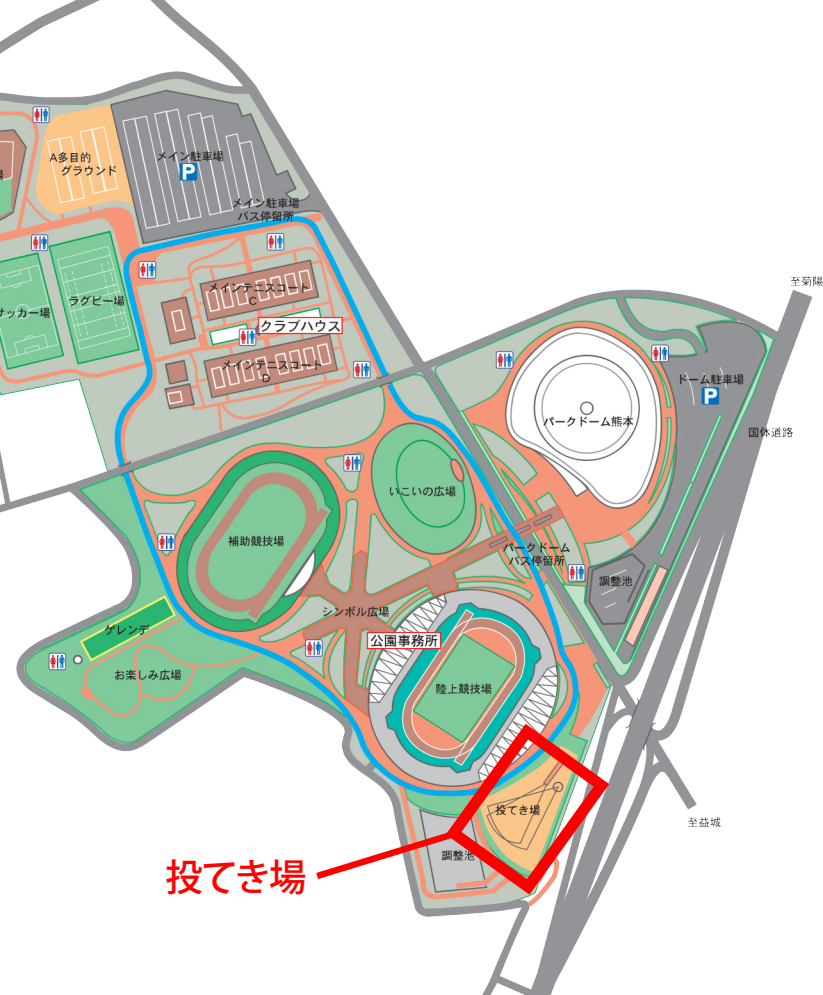 A多目的
グラウンド
メイン駐車場
P
場
メイン駐車場
バス停留所
ラグビー場
サッカー場
メインテニスコート
C
クラブハウス
メインテニスコート
D
至菊陽
ドーム駐車場
P
パークドーム熊本
国体道路
いこいの広場
補助競技場
パークドーム
バス停留所
調整池
シンボル広場
ゲレンデ
公園事務所
お楽しみ広場
陸上競技場
投てき場
至益城
調整池
投てき場